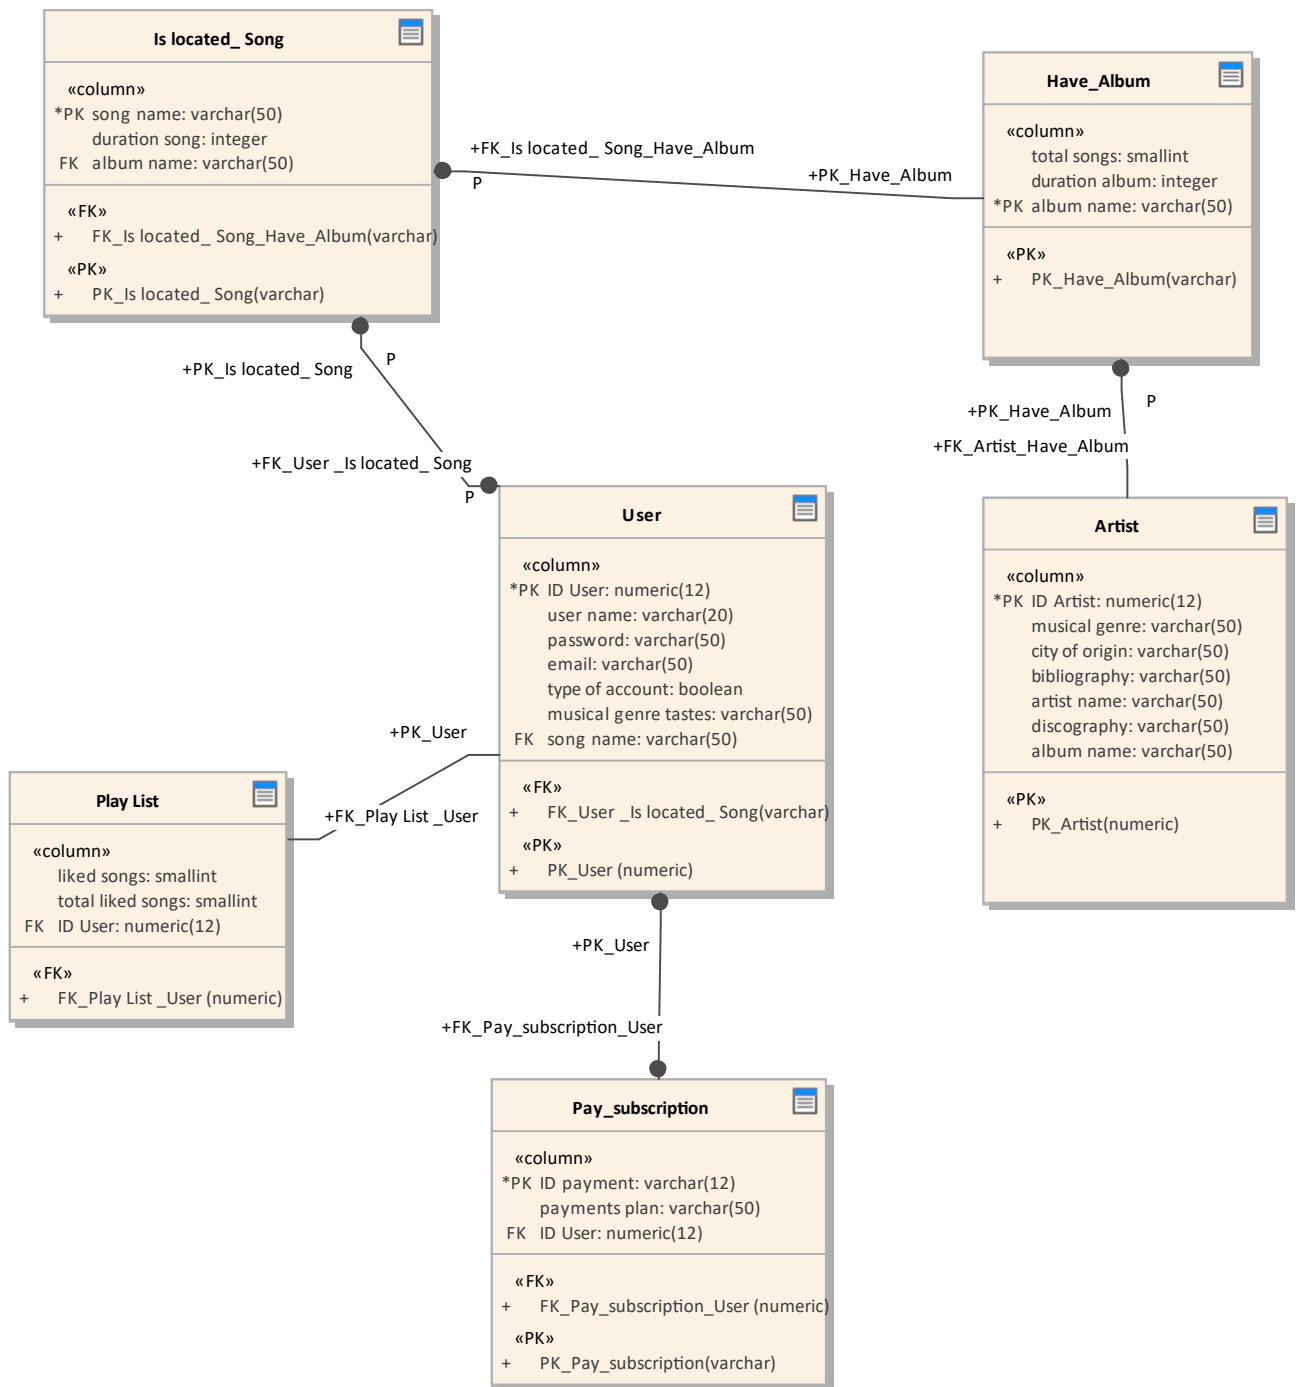 Is located_ Song
«column»
*PK song name: varchar(50)
duration song: integer
FK album name: varchar(50)
«FK»
+ FK_Is located_ Song_Have_Album(varchar)
«PK»
+ PK_Is located_ Song(varchar)
+FK_Is located_ Song_Have_Album
P
+PK_Have_Album
Have_Album
«column»
total songs: smallint
duration album: integer
*PK album name: varchar(50)
«PK»
+ PK_Have_Album(varchar)
P
+PK_Is located_ Song
+FK_User _Is located_ Song
P
P
+PK_Have_Album
+FK_Artist_Have_Album
User
«column»
*PK ID User: numeric(12)
user name: varchar(20)
password: varchar(50)
email: varchar(50)
type of account: boolean
musical genre tastes: varchar(50)
FK song name: varchar(50)
«FK»
+ FK_User _Is located_ Song(varchar)
«PK»
+ PK_User (numeric)
Artist
«column»
*PK ID Artist: numeric(12)
musical genre: varchar(50)
city of origin: varchar(50)
bibliography: varchar(50)
artist name: varchar(50)
discography: varchar(50)
album name: varchar(50)
«PK»
+ PK_Artist(numeric)
+PK_User
+FK_Play List _User
Play List
«column»
liked songs: smallint
total liked songs: smallint
FK ID User: numeric(12)
«FK»
+ FK_Play List _User (numeric)
+PK_User
+FK_Pay_subscription_User
Pay_subscription
«column»
*PK ID payment: varchar(12)
payments plan: varchar(50)
FK ID User: numeric(12)
«FK»
+ FK_Pay_subscription_User (numeric)
«PK»
+ PK_Pay_subscription(varchar)